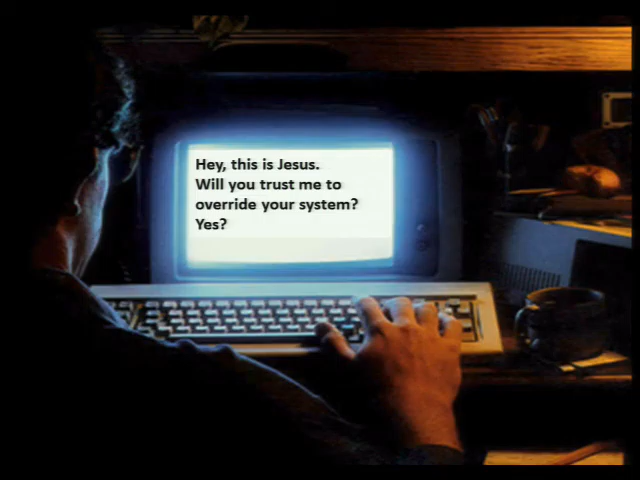 Hey, this is Jesus.
Will you trust me to
override your system?
Yes?